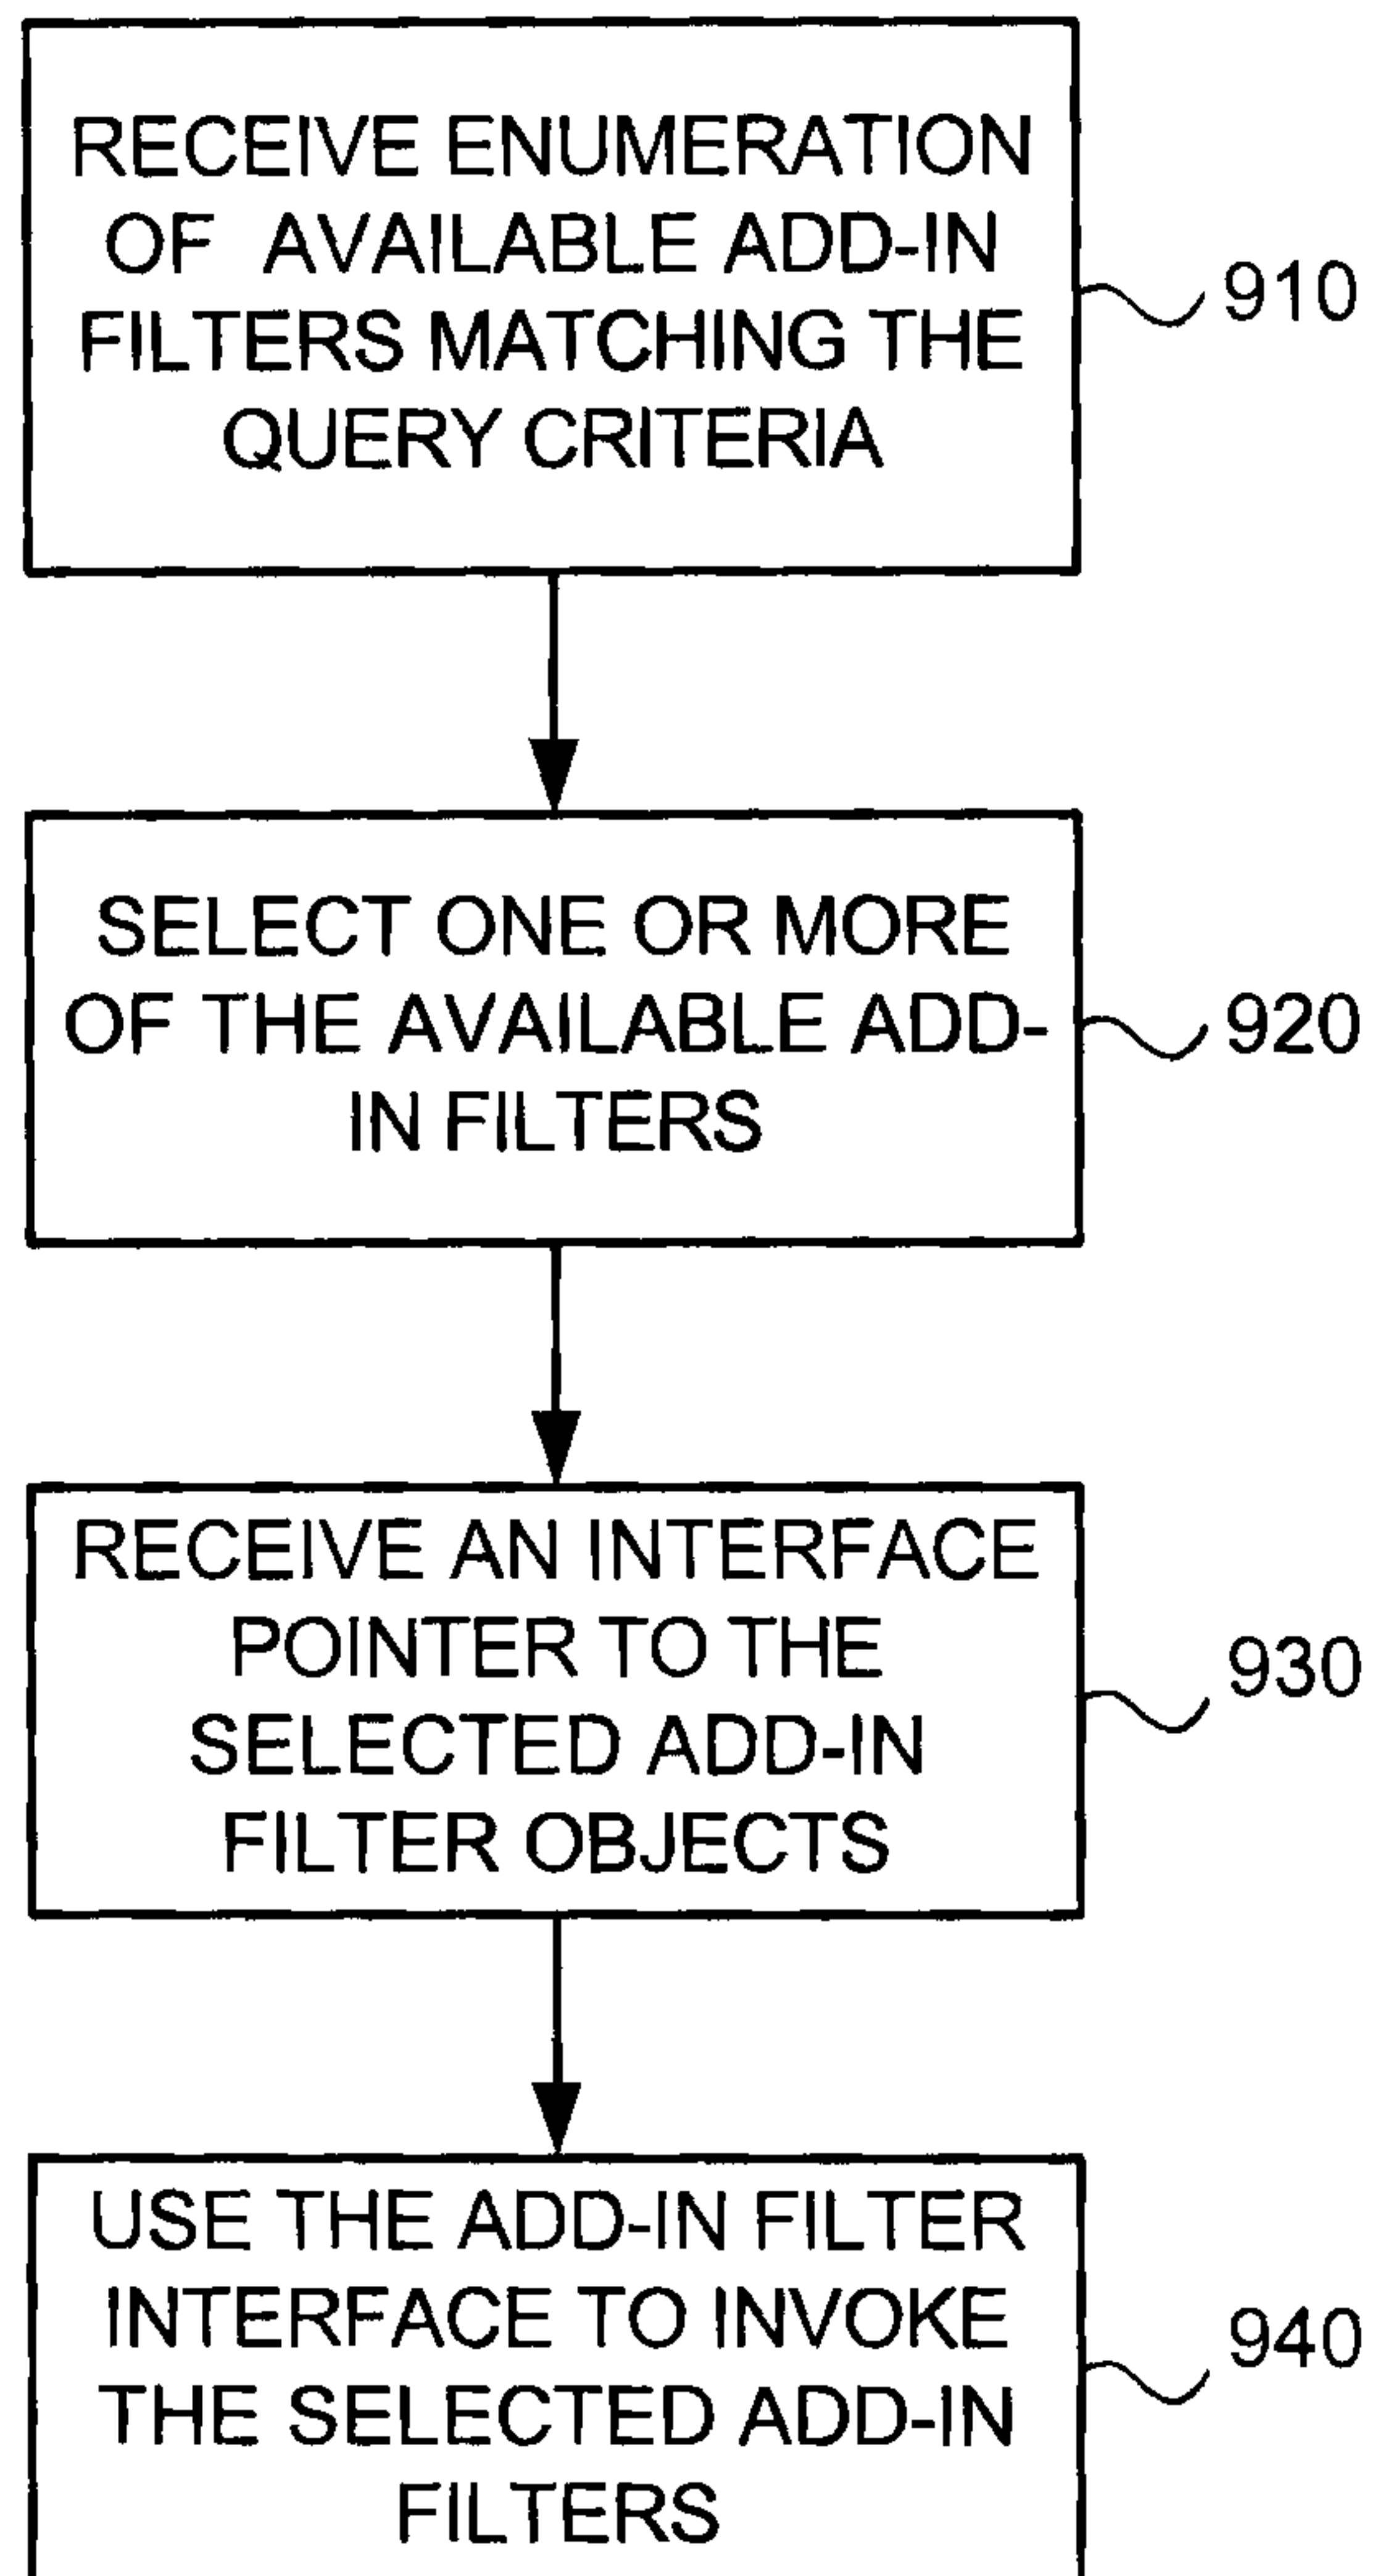 RECEIVE ENUMERATION
OF AVAILABLE ADD-IN
FILTERS MATCHING THE
QUERY CRITERIA
910
SELECT ONE OR MORE
OF THE AVAILABLE ADD-
IN FILTERS
920
RECEIVE AN INTERFACE
POINTER TO THE
SELECTED ADD-IN
FILTER OBJECTS
930
USE THE ADD-IN FILTER
INTERFACE TO INVOKE
THE SELECTED ADD-IN
FILTERS
940